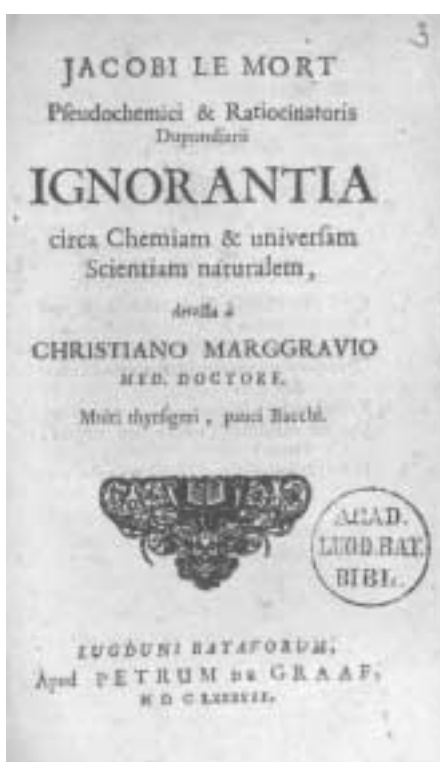 3
JACOBI LE MORT
Pſeudochemici & Ratiocinatoris
Dupondiarii
IGNORANTIA
circa Chemiam & univerſam
Scientiam naturalem,
detecta à
CHRISTIANO MARGGRAVIO
MED. DOCTORE.
Multi thyrſigeri, pauci Bacchi.
ACAD.
LUGD.BAT.
BIBL.
LUGDUNI BATAVORUM,
Apud PETRUM DE GRAAF,